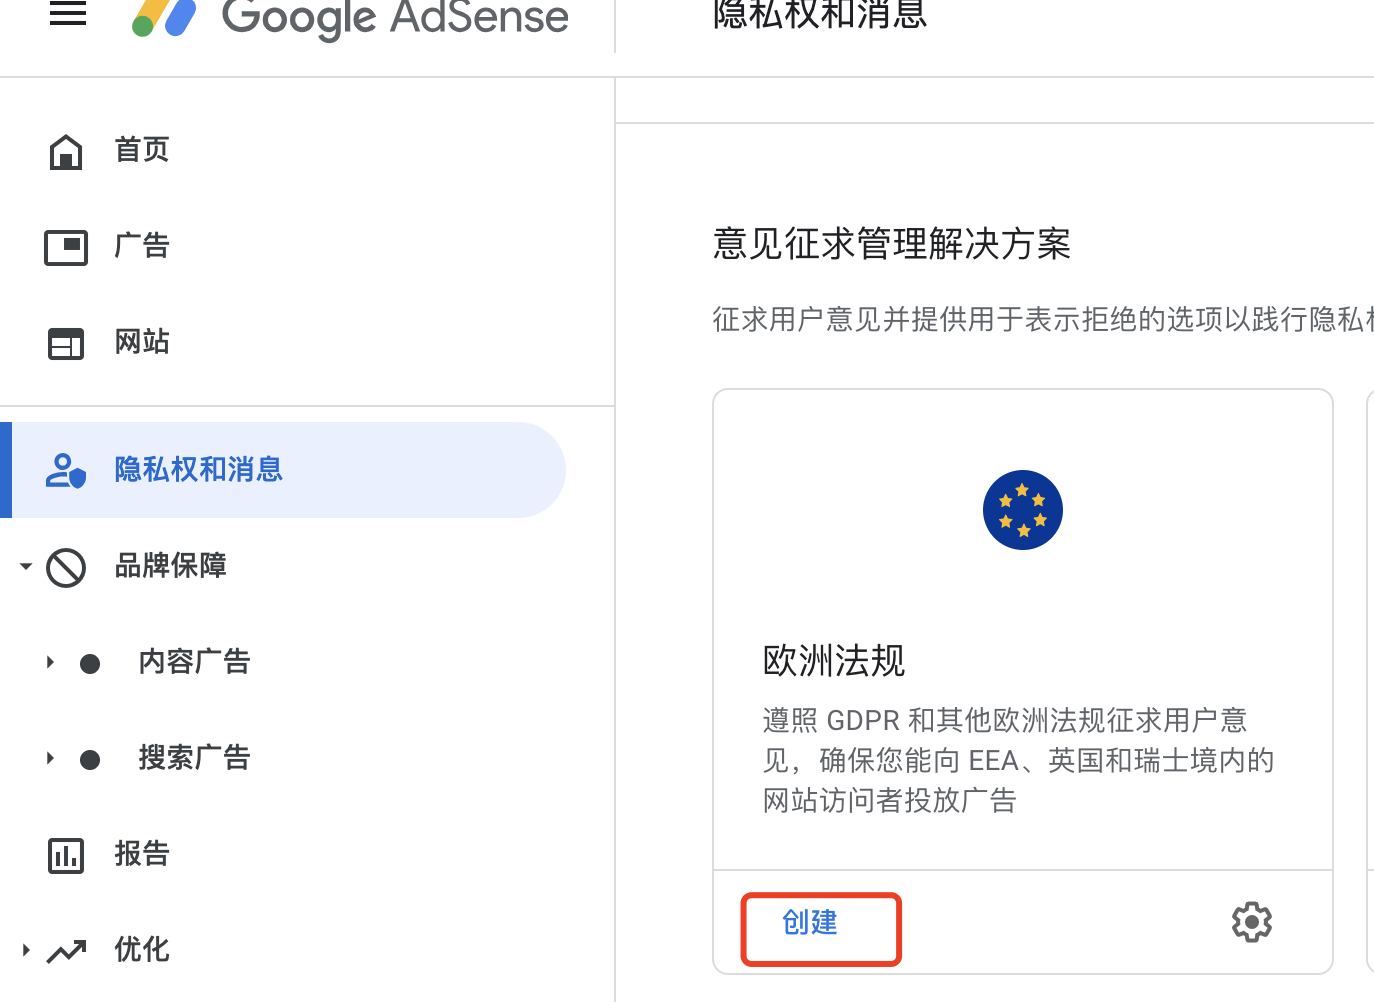 Google AdSense
隐私权和消息
首页
广告
网站
隐私权和消息
品牌保障
内容广告
搜索广告
报告
优化
意见征求管理解决方案
征求用户意见并提供用于表示拒绝的选项以践行隐私
欧洲法规
遵照 GDPR 和其他欧洲法规征求用户意
见，确保您能向 EEA、英国和瑞士境内的
网站访问者投放广告
创建